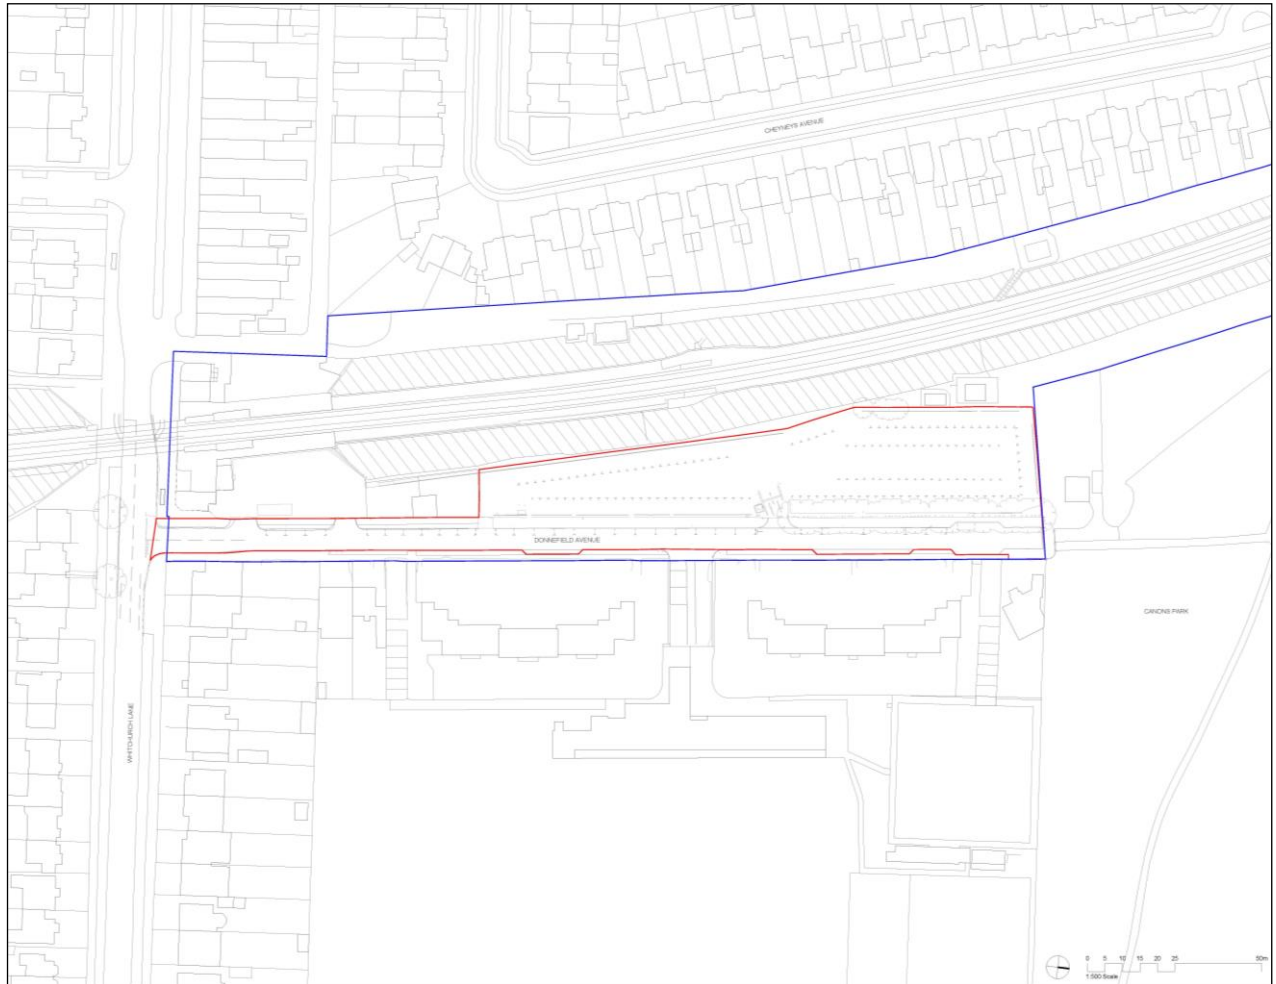 CHEYNEYS AVENUE
DONNEFIELD AVENUE
CANONS PARK
WHITCHURCH LANE
0 5 10 15 20 25 50m
1:500 Scale